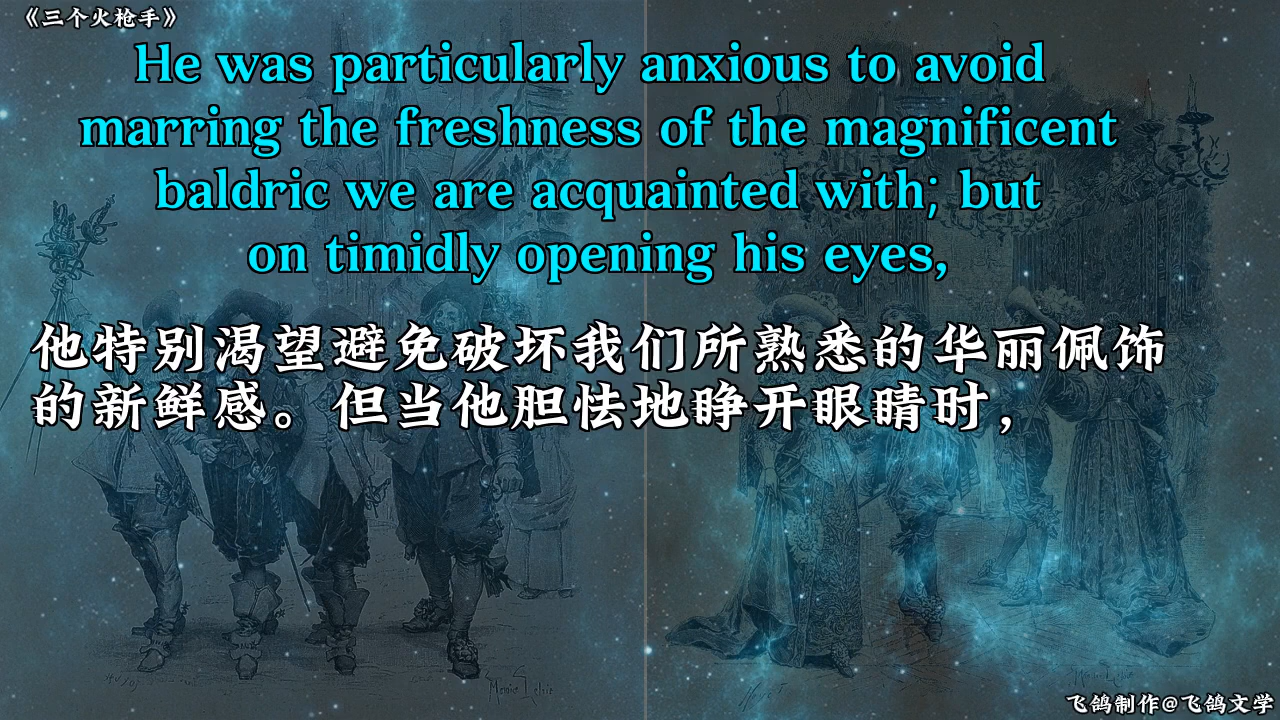 《三个火枪手》
He was particularly anxious to avoid
marring the freshness of the magnificent
baldric we are acquainted with; but
on timidly opening his eyes,
他特别渴望避免破坏我们所熟悉的华丽佩饰
的新鲜感。但当他胆怯地睁开眼睛时，
飞鸽制作@飞鸽文学